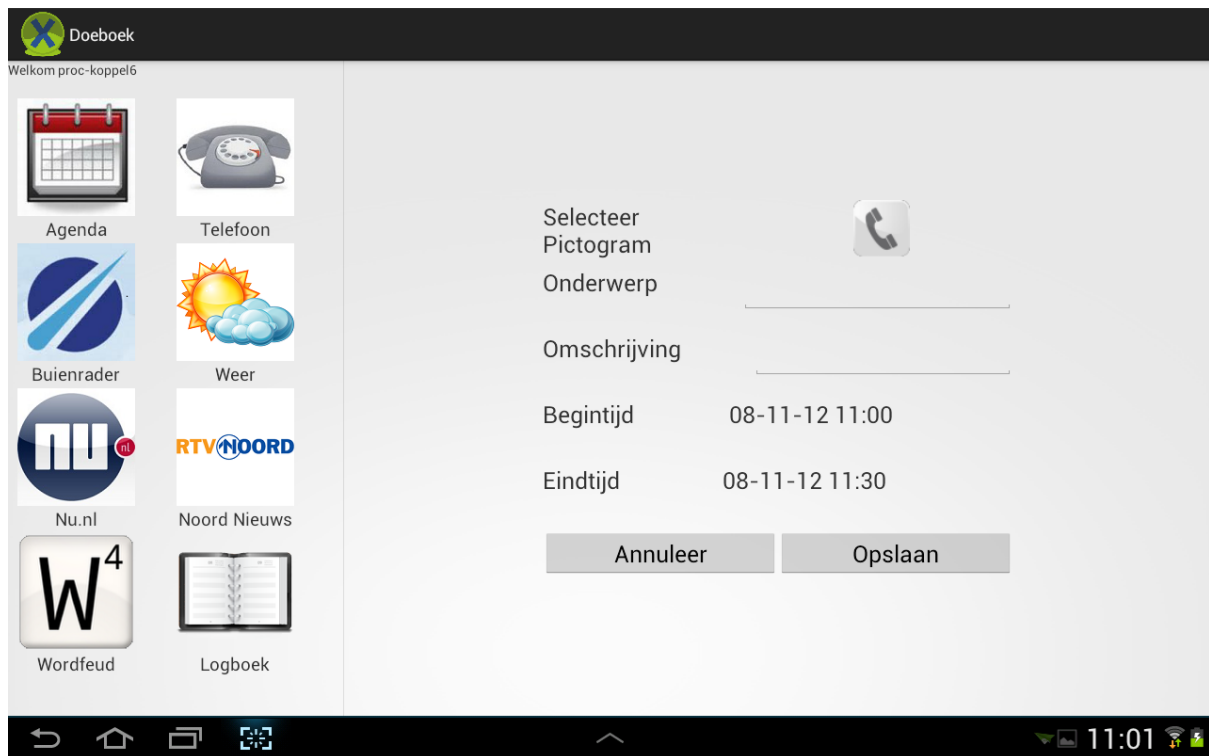 Doeboek
Welkom proc-koppel6
Agenda
Telefoon
Buienrader
Weer
nu
nl
RTV NOORD
Nu.nl
Noord Nieuws
W4
Wordfeud
Logboek
Selecteer
Pictogram
Onderwerp
Omschrijving
Begintijd 08-11-12 11:00
Eindtijd 08-11-12 11:30
Annuleer
Opslaan
11:01